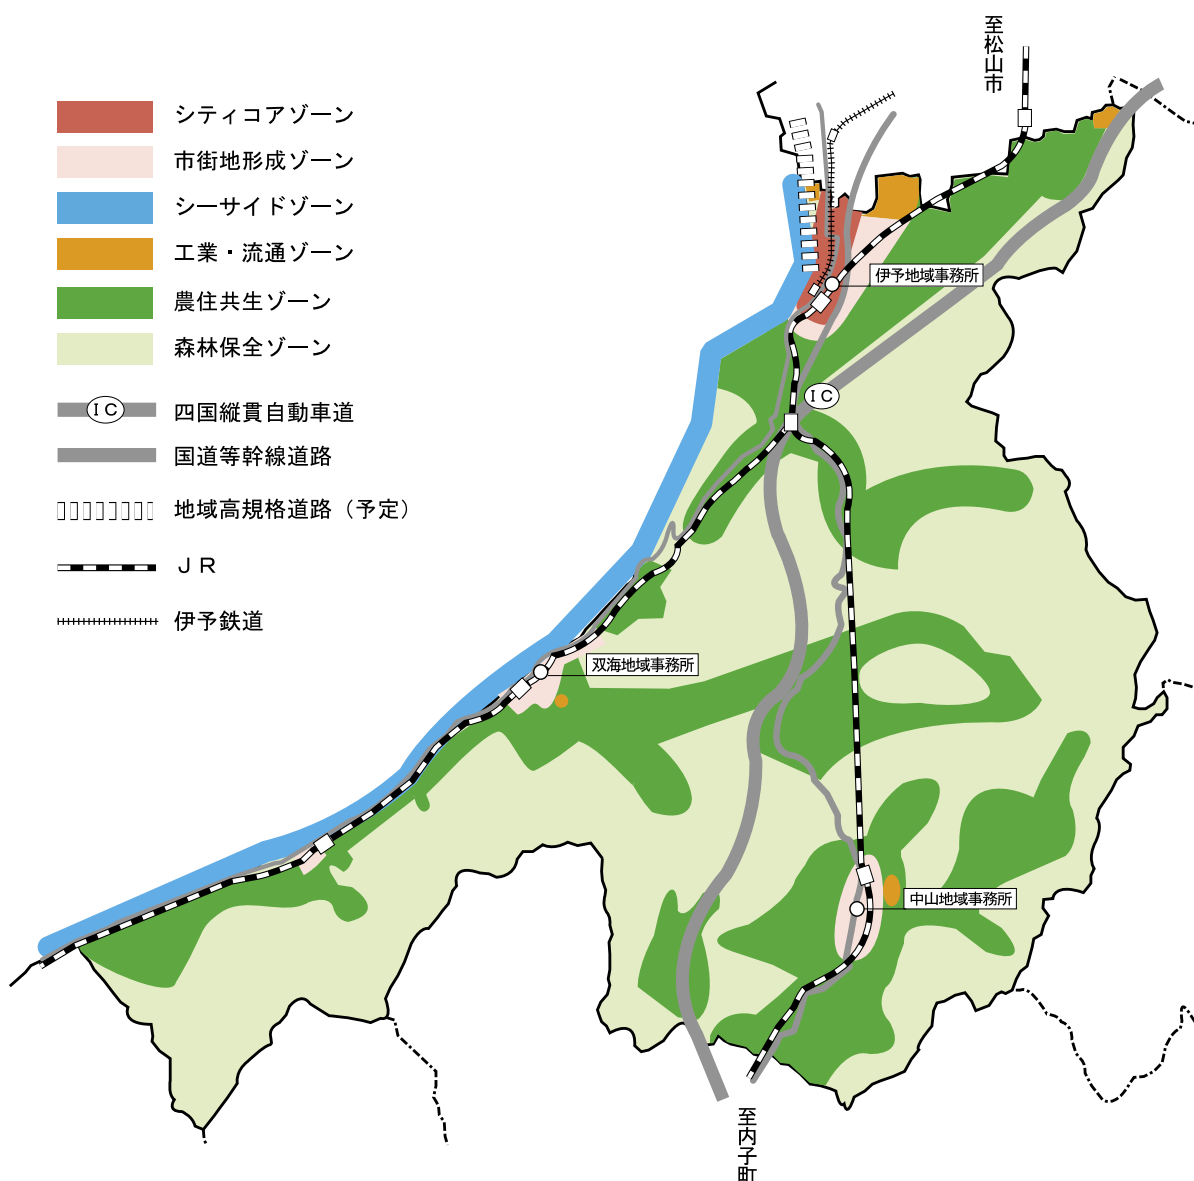 至松山市
シティコアゾーン
市街地形成ゾーン
シーサイドゾーン
工業・流通ゾーン
農住共生ゾーン
森林保全ゾーン
IC
四国縦貫自動車道
国道等幹線道路
地域高規格道路（予定）
JR
伊予鉄道
伊予地域事務所
IC
双海地域事務所
中山地域事務所
至内子町